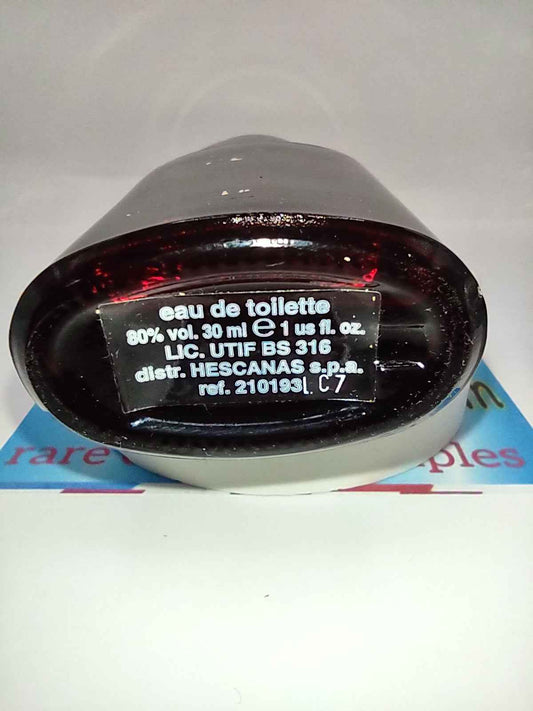 eau de toilette
80% vol. 30 ml e 1 us fl. oz.
LIC. UTIF BS 316
distr. HESCANAS s.p.a.
ref. 210193L C7
rare
ples